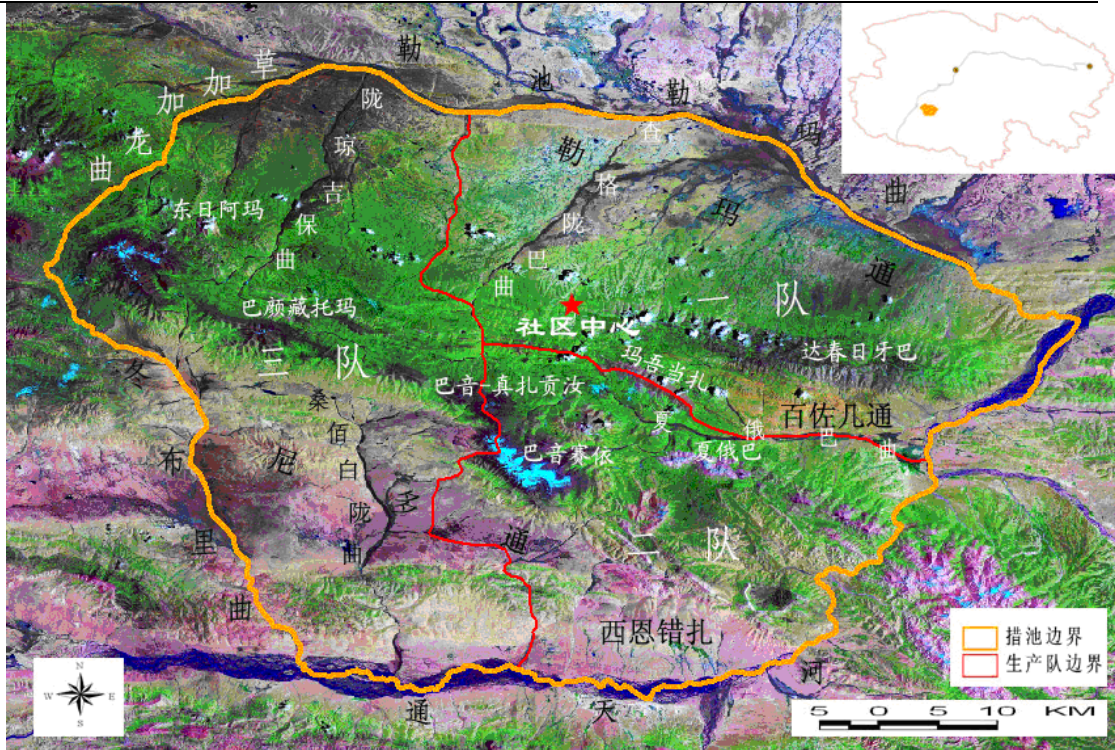 勒池勒玛曲
加加草
曲龙
陇琼吉保曲
查格陇巴曲
勒玛通
东日阿玛
巴颜藏托玛
一队
社区中心
三队
达春日牙巴
玛吾当扎
巴音-真扎贡汝
百佐几通
夏俄巴曲
夏俄巴
巴音赛依
冬布里曲
桑佰白陇曲
尼多通
二队
西恩错扎
通天河
措池边界
生产队边界
N
W
E
S
5 0 5 10 KM